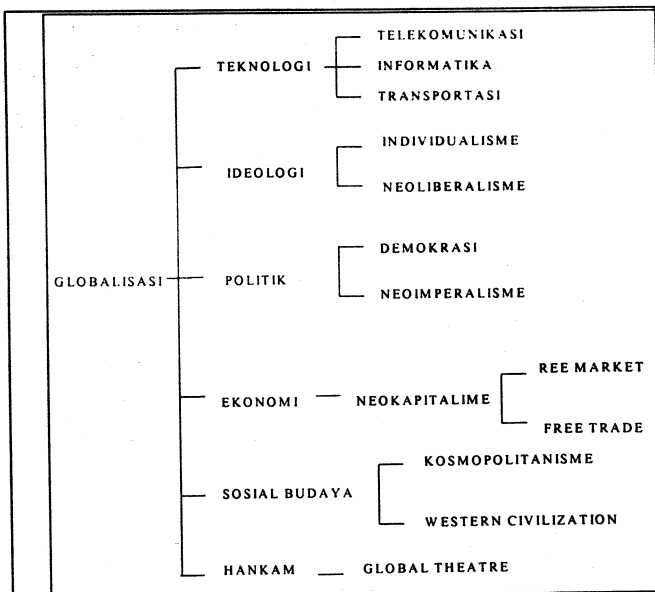 TELEKOMUNIKASI
TEKNOLOGI
INFORMATIKA
TRANSPORTASI
INDIVIDUALISME
IDEOLOGI
NEOLIBERALISME
DEMOKRASI
GLOBALISASI
POLITIK
NEOIMPERALISME
REE MARKET
EKONOMI
NEOKAPITALIME
FREE TRADE
KOSMOPOLITANISME
SOSIAL BUDAYA
WESTERN CIVILIZATION
HANKAM
GLOBAL THEATRE